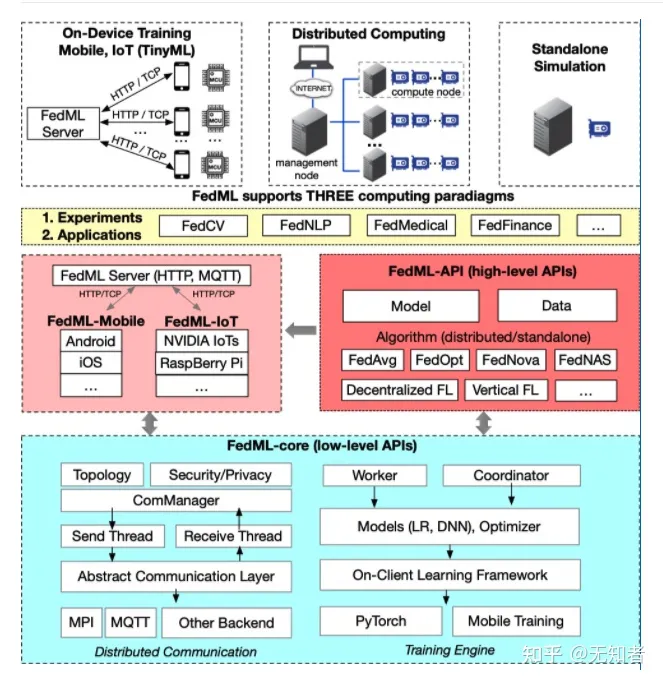 On-Device Training
Mobile, IoT (TinyML)
FedML
Server
HTTP / TCP
HTTP / TCP
...
...
HTTP / TCP
MCU
MCU
MCU
Distributed Computing
INTERNET
compute node
management
node
...
...
...
...
Standalone
Simulation
FedML supports THREE computing paradiagms
1. Experiments
2. Applications
FedCV
FedNLP
FedMedical
FedFinance
...
FedML Server (HTTP, MQTT)
HTTP/TCP
HTTP/TCP
FedML-Mobile
FedML-IoT
Android
iOS
...
NVIDIA IoTs
RaspBerry Pi
...
FedML-API (high-level APIs)
Model
Data
Algorithm (distributed/standalone)
FedAvg
FedOpt
FedNova
FedNAS
Decentralized FL
Vertical FL
...
FedML-core (low-level APIs)
Topology
Security/Privacy
ComManager
Send Thread
Receive Thread
Abstract Communication Layer
MPI
MQTT
Other Backend
Distributed Communication
Worker
Coordinator
Models (LR, DNN), Optimizer
On-Client Learning Framework
PyTorch
Mobile Training
Training Engine
知乎 @无知者